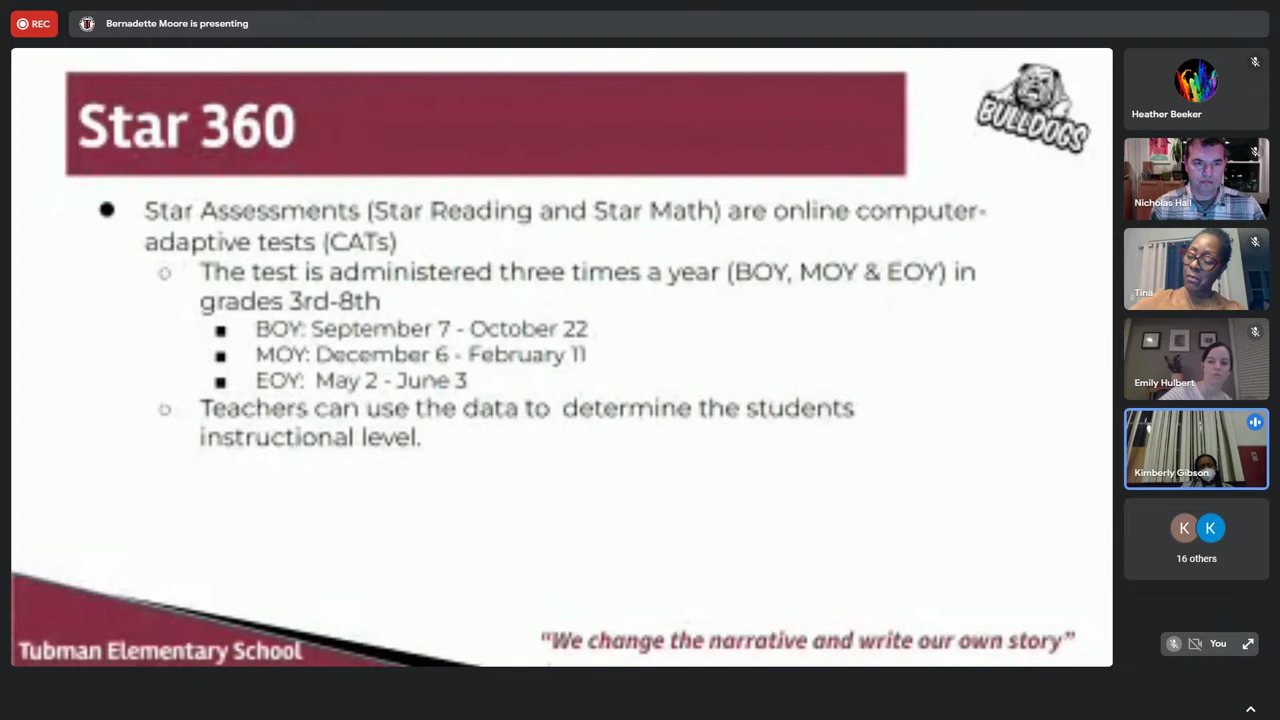 REC
Bernadette Moore is presenting
Star 360
BULLDOGS
● Star Assessments (Star Reading and Star Math) are online computer-
adaptive tests (CATs)
○ The test is administered three times a year (BOY, MOY & EOY) in
grades 3rd-8th
■ BOY: September 7 - October 22
■ MOY: December 6 - February 11
■ EOY: May 2 - June 3
○ Teachers can use the data to determine the students
instructional level.
Tubman Elementary School
“We change the narrative and write our own story”
Heather Beeker
Nicholas Hall
Tina
Emily Hulbert
Kimberly Gibson
K K
16 others
You